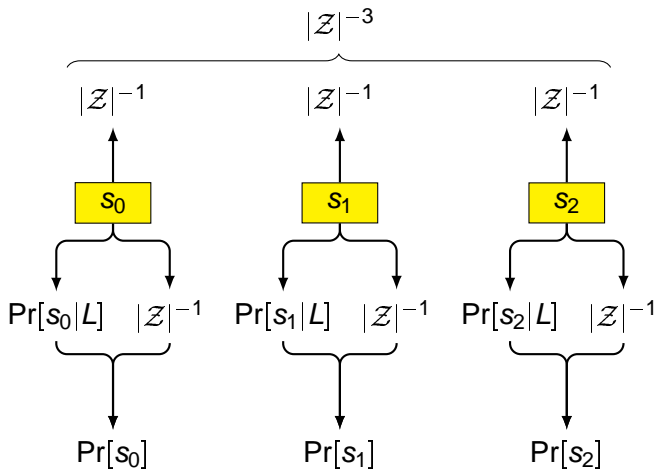 |𝒵|⁻³
|𝒵|⁻¹ |𝒵|⁻¹ |𝒵|⁻¹
s₀ s₁ s₂
Pr[s₀|L] |𝒵|⁻¹ Pr[s₁|L] |𝒵|⁻¹ Pr[s₂|L] |𝒵|⁻¹
Pr[s₀] Pr[s₁] Pr[s₂]